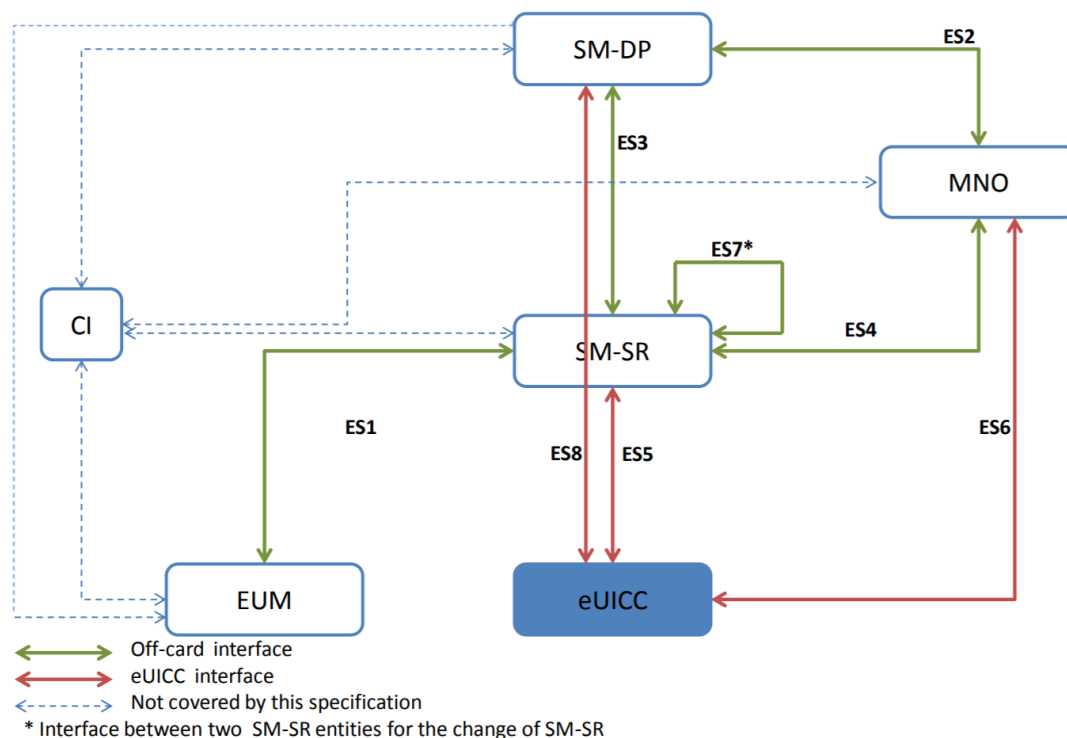 SM-DP
ES2
ES3
MNO
ES7*
CI
SM-SR
ES4
ES1
ES8
ES5
ES6
EUM
eUICC
Off-card interface
eUICC interface
Not covered by this specification
* Interface between two SM-SR entities for the change of SM-SR